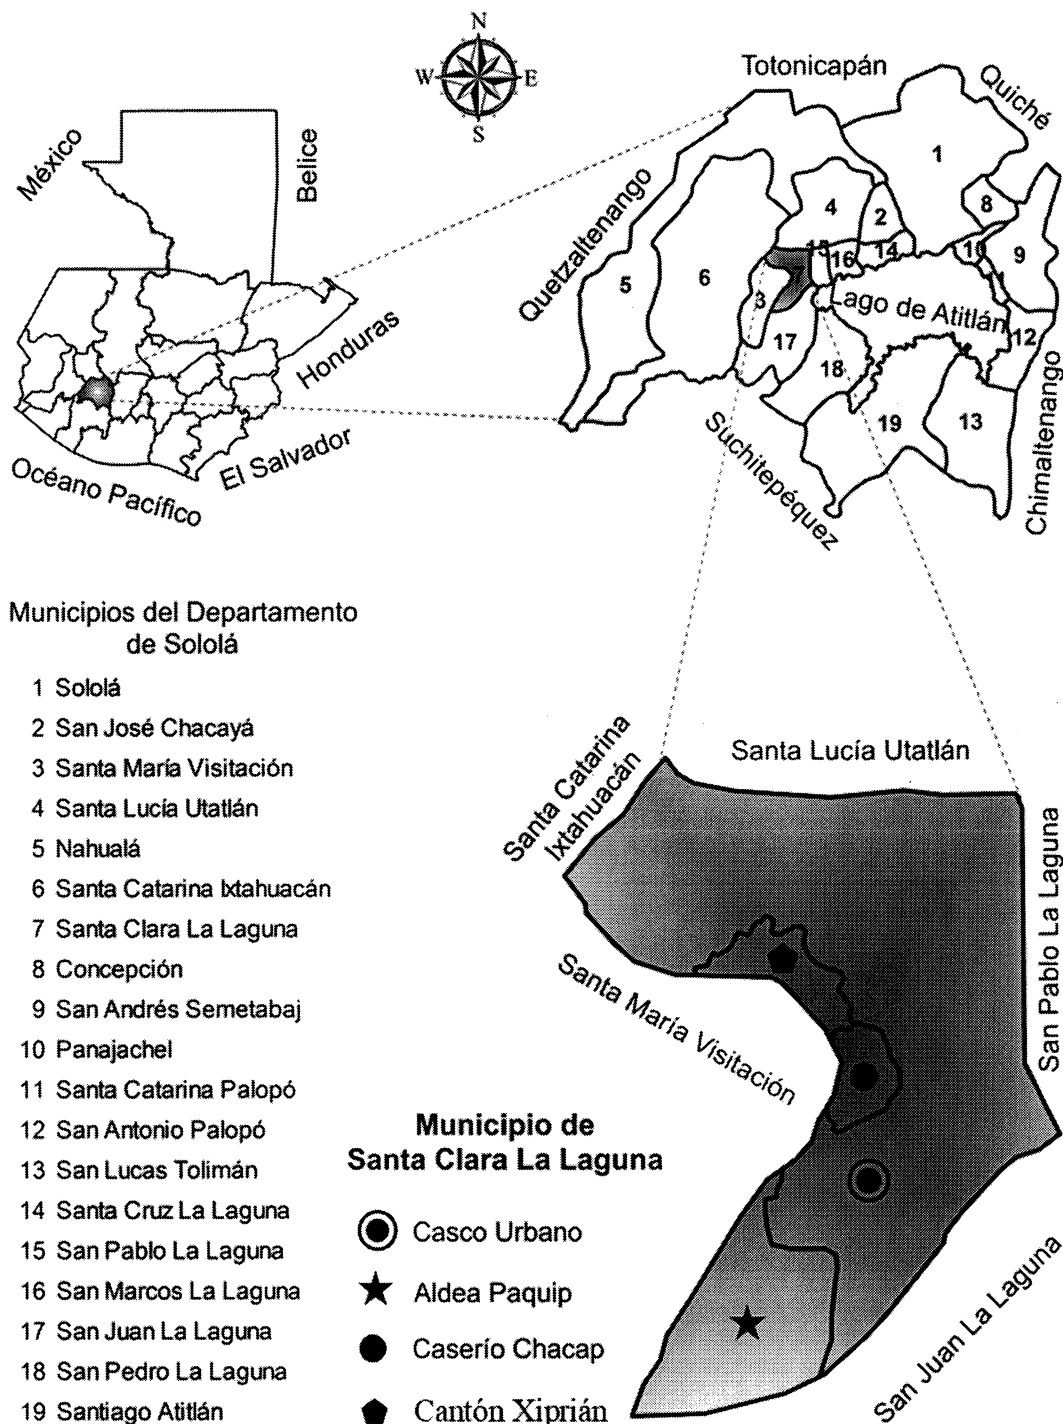 N
W
E
S
México
Belice
Honduras
El Salvador
Océano Pacífico
Totonicapán
Quiché
Quetzaltenango
1
8
4
2
9
15
16
14
10
5
6
3
7
Lago de Atitlán
12
17
18
19
13
Suchitepéquez
Chimaltenango
Municipios del Departamento
de Sololá
1 Sololá
2 San José Chacayá
3 Santa María Visitación
4 Santa Lucía Utatlán
5 Nahualá
6 Santa Catarina Ixtahuacán
7 Santa Clara La Laguna
8 Concepción
9 San Andrés Semetabaj
10 Panajachel
11 Santa Catarina Palopó
12 San Antonio Palopó
13 San Lucas Tolimán
14 Santa Cruz La Laguna
15 San Pablo La Laguna
16 San Marcos La Laguna
17 San Juan La Laguna
18 San Pedro La Laguna
19 Santiago Atitlán
Santa Catarina
Ixtahuacán
Santa Lucía Utatlán
San Pablo La Laguna
Santa María Visitación
San Juan La Laguna
Municipio de
Santa Clara La Laguna
Casco Urbano
Aldea Paquip
Caserío Chacap
Cantón Xiprián